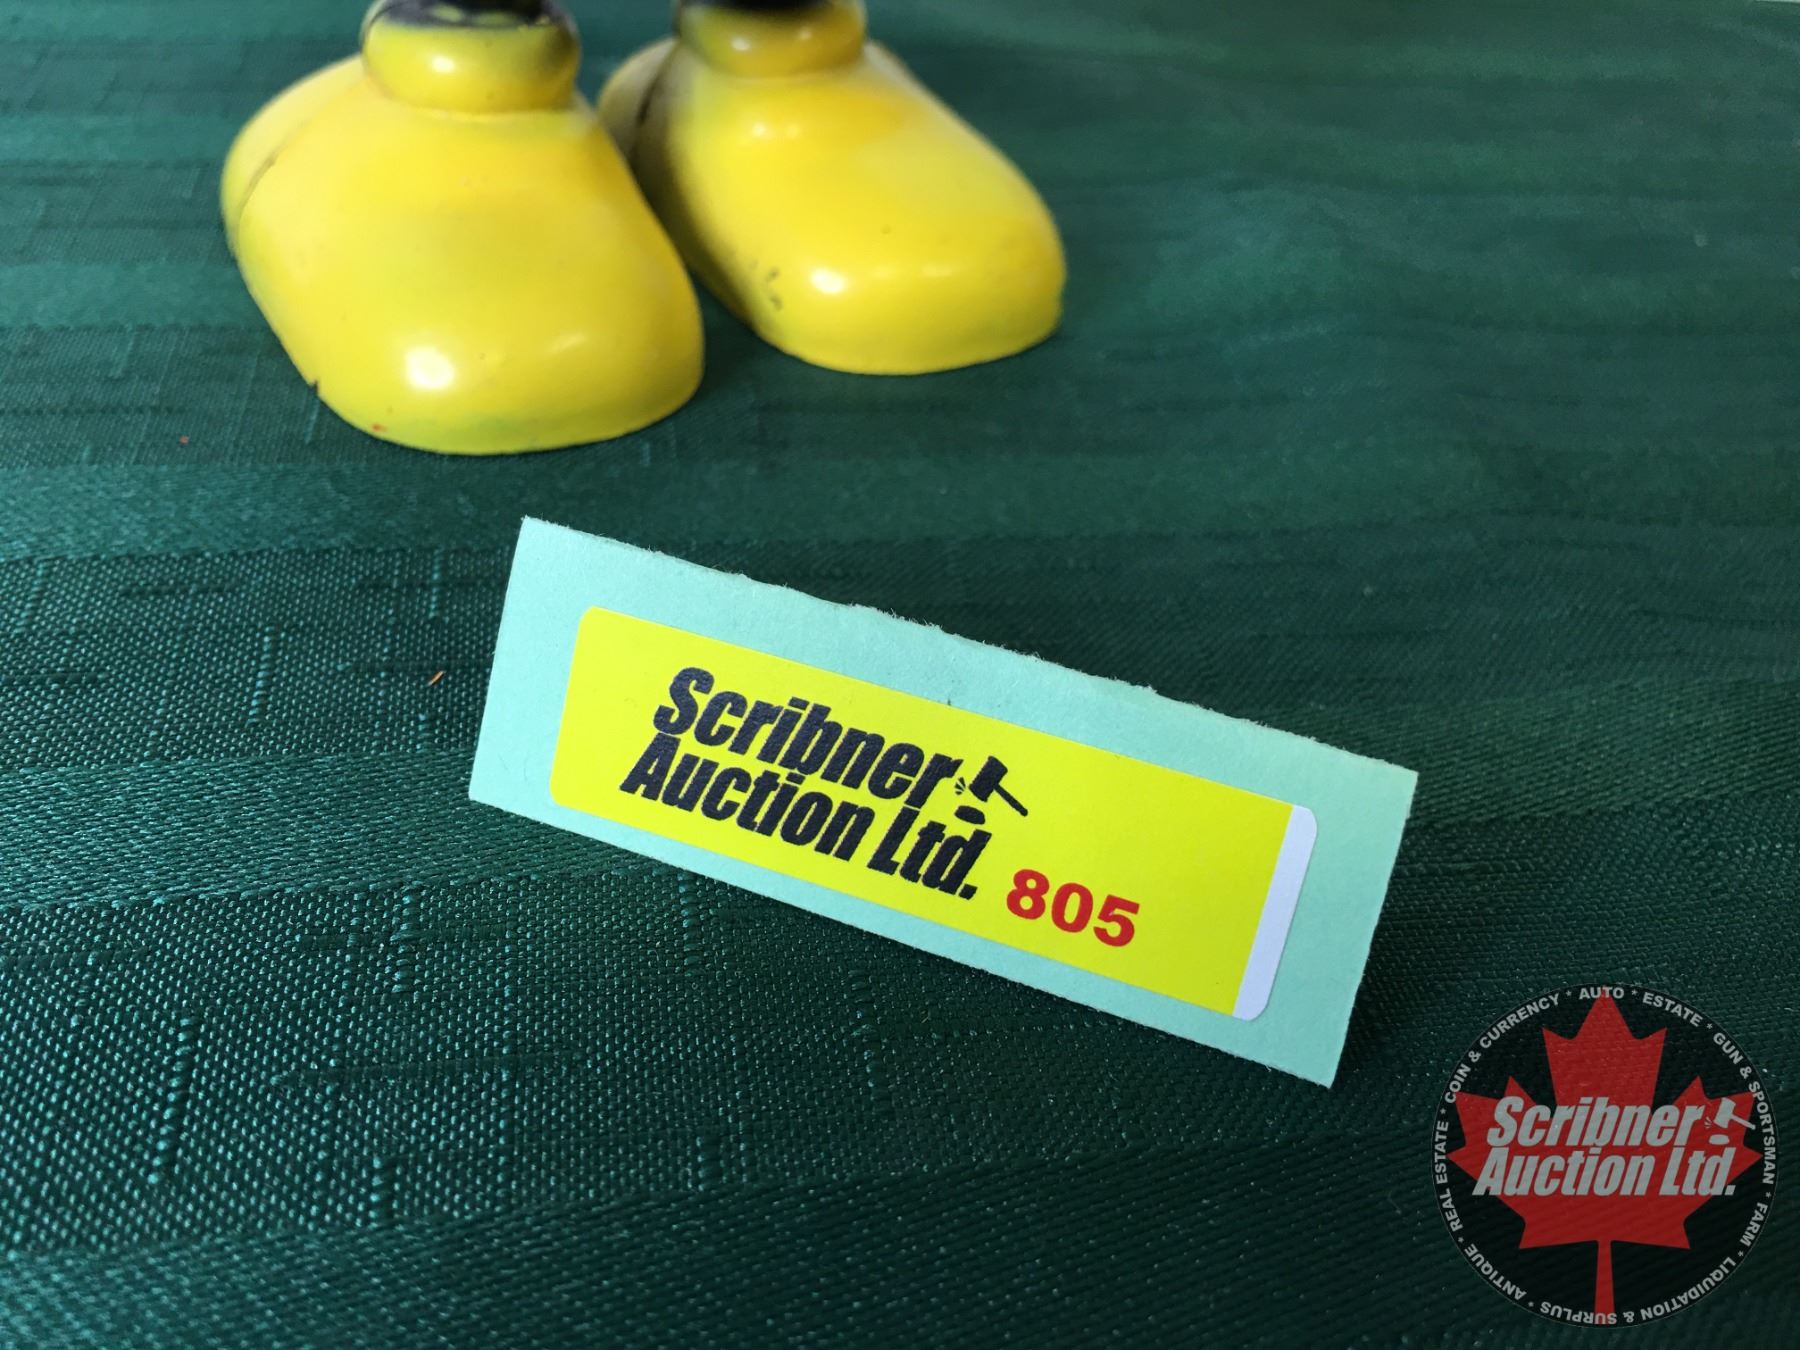 Scribner
Auction Ltd.
805
COIN & CURRENCY * AUTO * ESTATE * GUN & SPORTSMAN * FARM * LIQUIDATION & SURPLUS * ANTIQUE * REAL ESTATE *
Scribner
Auction Ltd.